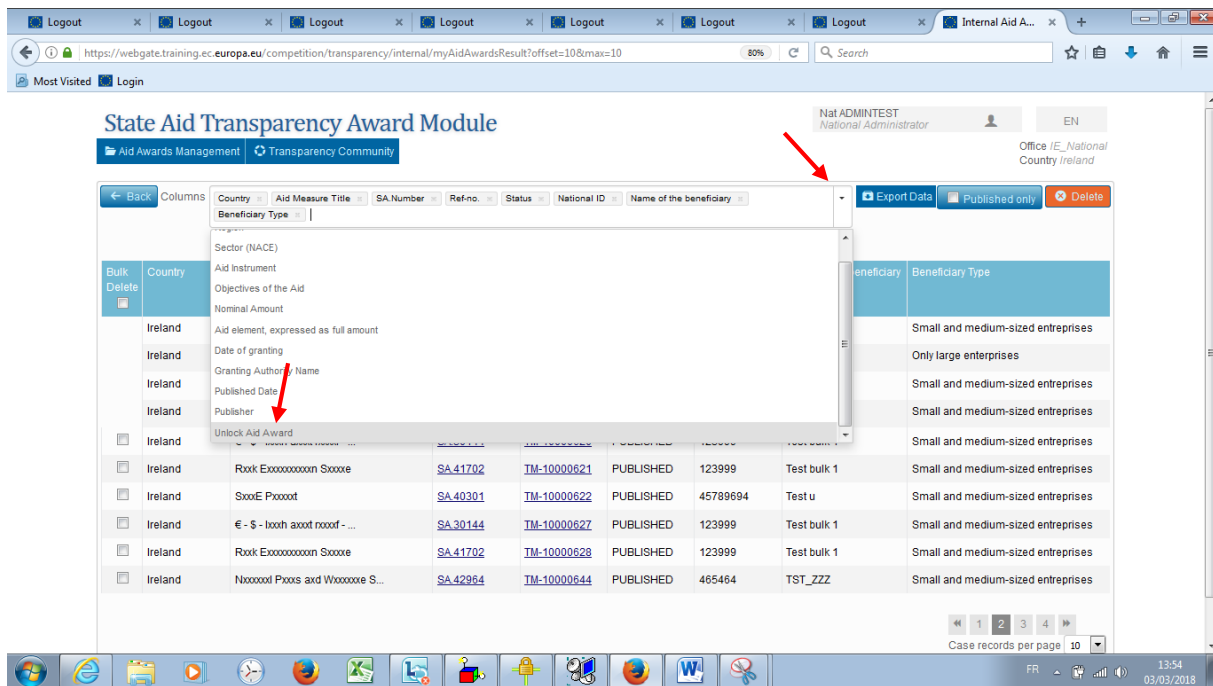 Logout Logout Logout Logout Logout Logout Logout Internal Aid A...
https://webgate.training.ec.europa.eu/competition/transparency/internal/myAidAwardsResult?offset=10&max=10 80% Search
Most Visited Login
State Aid Transparency Award Module
Nat ADMINTEST
National Administrator
EN
Aid Awards Management Transparency Community
Office IE_National
Country Ireland
Back Columns Country Aid Measure Title SA.Number Ref-no. Status National ID Name of the beneficiary
Beneficiary Type
Export Data Published only Delete
Sector (NACE)
Aid Instrument
Objectives of the Aid
Nominal Amount
Aid element, expressed as full amount
Date of granting
Granting Authority Name
Published Date
Publisher
Unlock Aid Award
Bulk Delete Country eneficiary Beneficiary Type
Ireland Small and medium-sized entreprises
Ireland Only large enterprises
Ireland Small and medium-sized entreprises
Ireland Small and medium-sized entreprises
Ireland Small and medium-sized entreprises
Ireland Rxxk Exxxxxxxxxn Sxxxxe SA.41702 TM-10000621 PUBLISHED 123999 Test bulk 1 Small and medium-sized entreprises
Ireland SxxxE Pxxxxt SA.40301 TM-10000622 PUBLISHED 45789694 Test u Small and medium-sized entreprises
Ireland € - $ - Ixxxh axxxt rxxxxf - ... SA.30144 TM-10000627 PUBLISHED 123999 Test bulk 1 Small and medium-sized entreprises
Ireland Rxxk Exxxxxxxxxn Sxxxxe SA.41702 TM-10000628 PUBLISHED 123999 Test bulk 1 Small and medium-sized entreprises
Ireland Nxxxxxl Pxxxs axd Wxxxxxxe S... SA.42964 TM-10000644 PUBLISHED 465464 TST_ZZZ Small and medium-sized entreprises
1 2 3 4
Case records per page 10
FR 13:54
03/03/2018